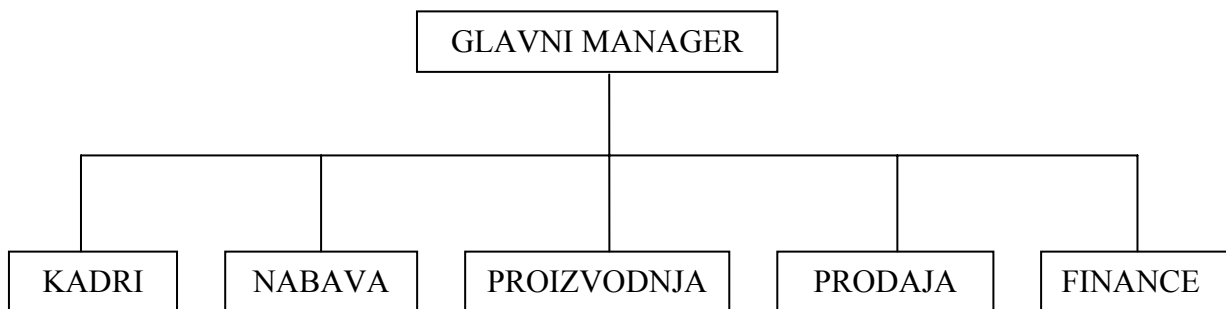 GLAVNI MANAGER
KADRI NABAVA PROIZVODNJA PRODAJA FINANCE